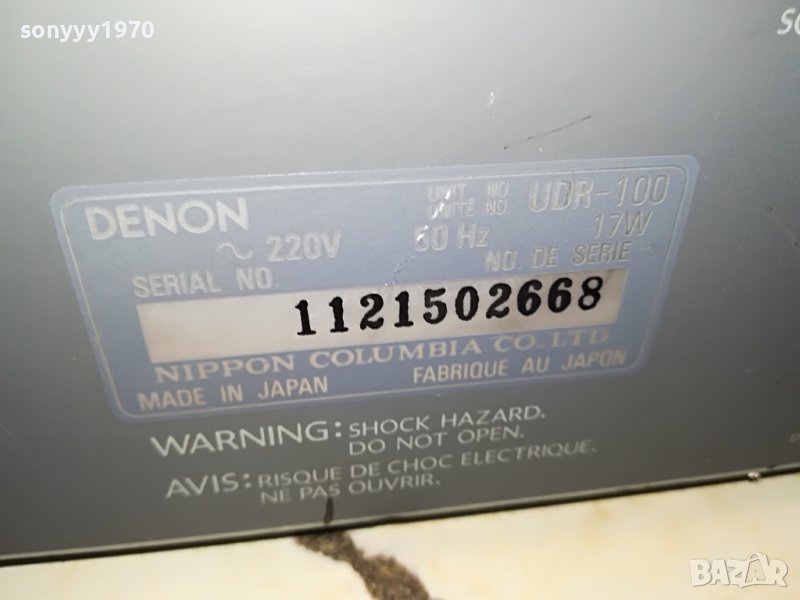 sonyyy1970
DENON
UNIT NO.
UNITE NO.
UDR-100
~ 220V 50 Hz 17W
SERIAL NO. NO. DE SERIE
1121502668
NIPPON COLUMBIA CO. LTD
MADE IN JAPAN FABRIQUE AU JAPON
WARNING: SHOCK HAZARD.
DO NOT OPEN.
AVIS: RISQUE DE CHOC ELECTRIQUE.
NE PAS OUVRIR.
BAZAR